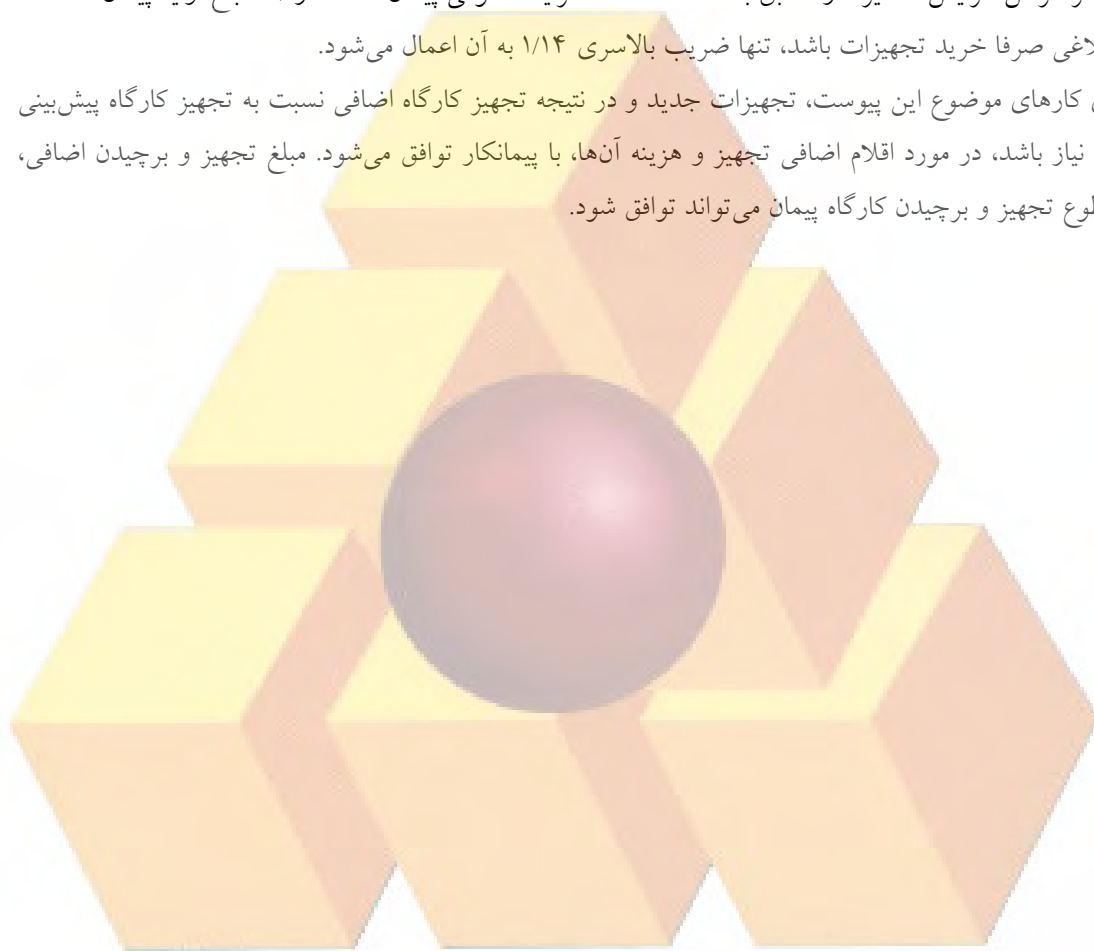 لاغی صرفا خرید تجهیزات باشد، تنها ضریب بالاسری ۱/۱۴ به آن اعمال می‌شود.
کارهای موضوع این پیوست، تجهیزات جدید و در نتیجه تجهیز کارگاه اضافی نسبت به تجهیز کارگاه پیش‌بینی
نیاز باشد، در مورد اقلام اضافی تجهیز و هزینه آن‌ها، با پیمانکار توافق می‌شود. مبلغ تجهیز و برچیدن اضافی،
طوع تجهیز و برچیدن کارگاه پیمان می‌تواند توافق شود.